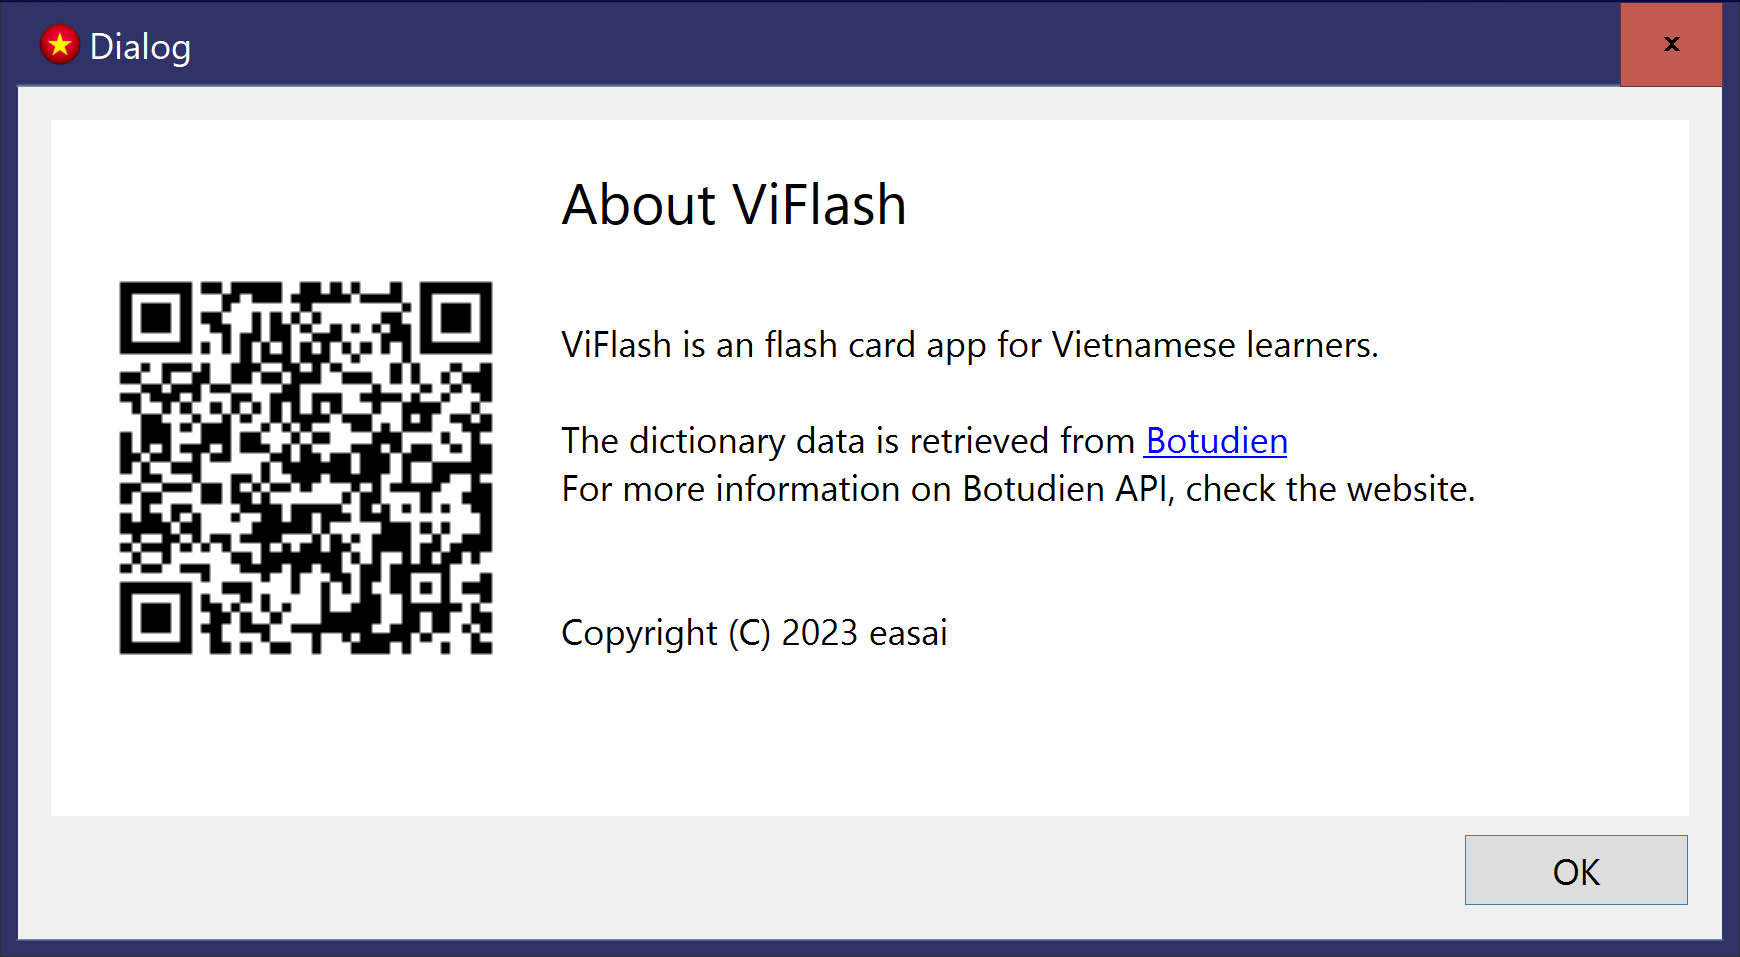 Dialog
x
About ViFlash
ViFlash is an flash card app for Vietnamese learners.
The dictionary data is retrieved from Botudien
For more information on Botudien API, check the website.
Copyright (C) 2023 easai
OK